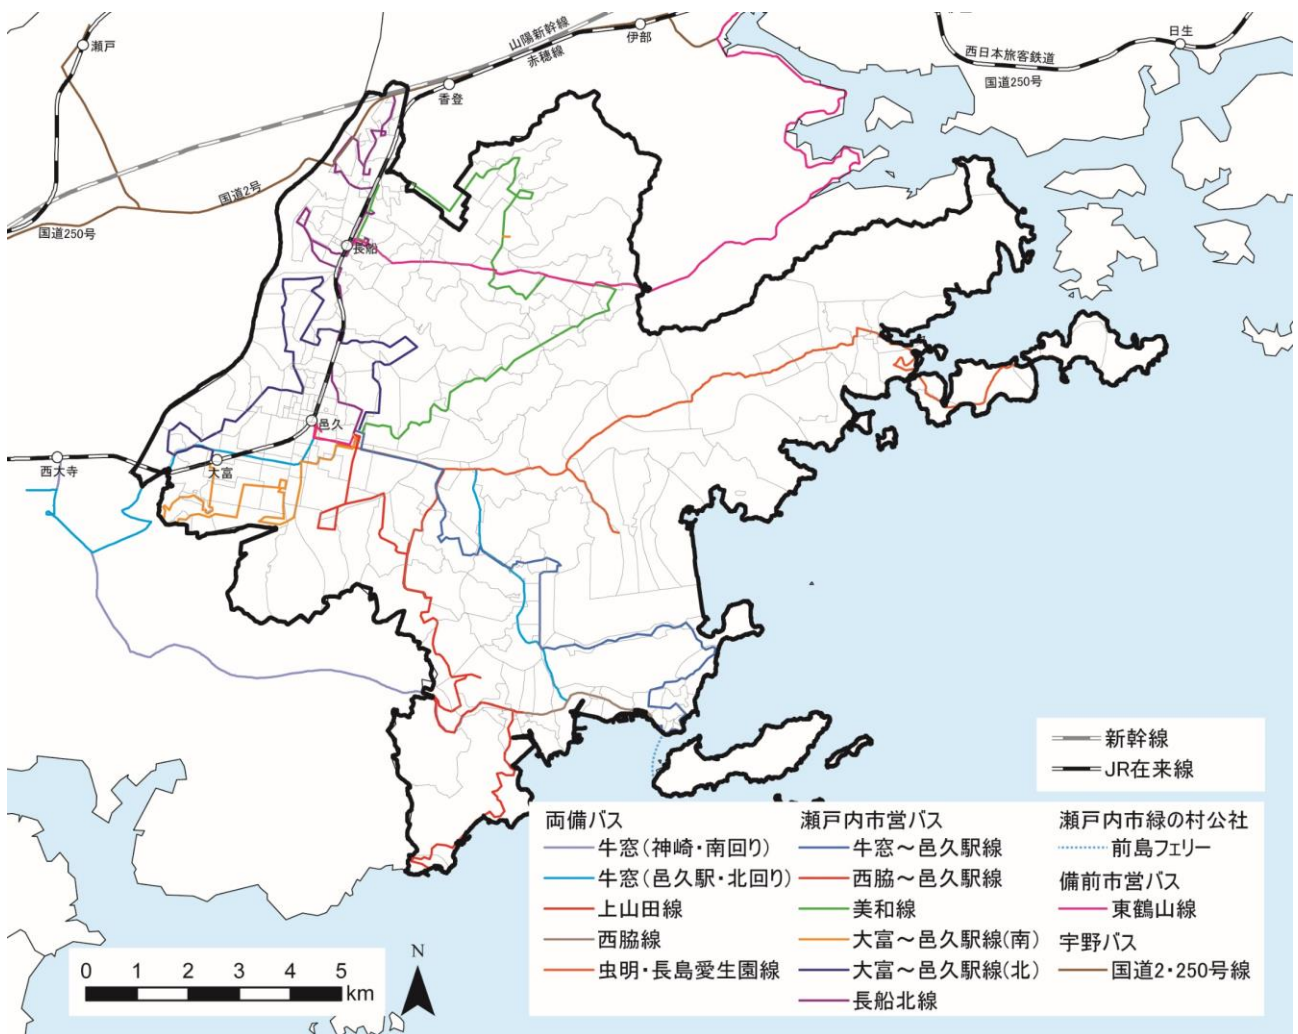 瀬戸
山陽新幹線
赤穂線
伊部
西日本旅客鉄道
日生
国道250号
香登
国道2号
国道250号
長船
邑久
西大寺
大富
新幹線
JR在来線
両備バス
牛窓(神崎・南回り)
牛窓(邑久駅・北回り)
上山田線
西脇線
虫明・長島愛生園線
瀬戸内市営バス
牛窓～邑久駅線
西脇～邑久駅線
美和線
大富～邑久駅線(南)
大富～邑久駅線(北)
長船北線
瀬戸内市緑の村公社
前島フェリー
備前市営バス
東鶴山線
宇野バス
国道2・250号線
0 1 2 3 4 5
km
N